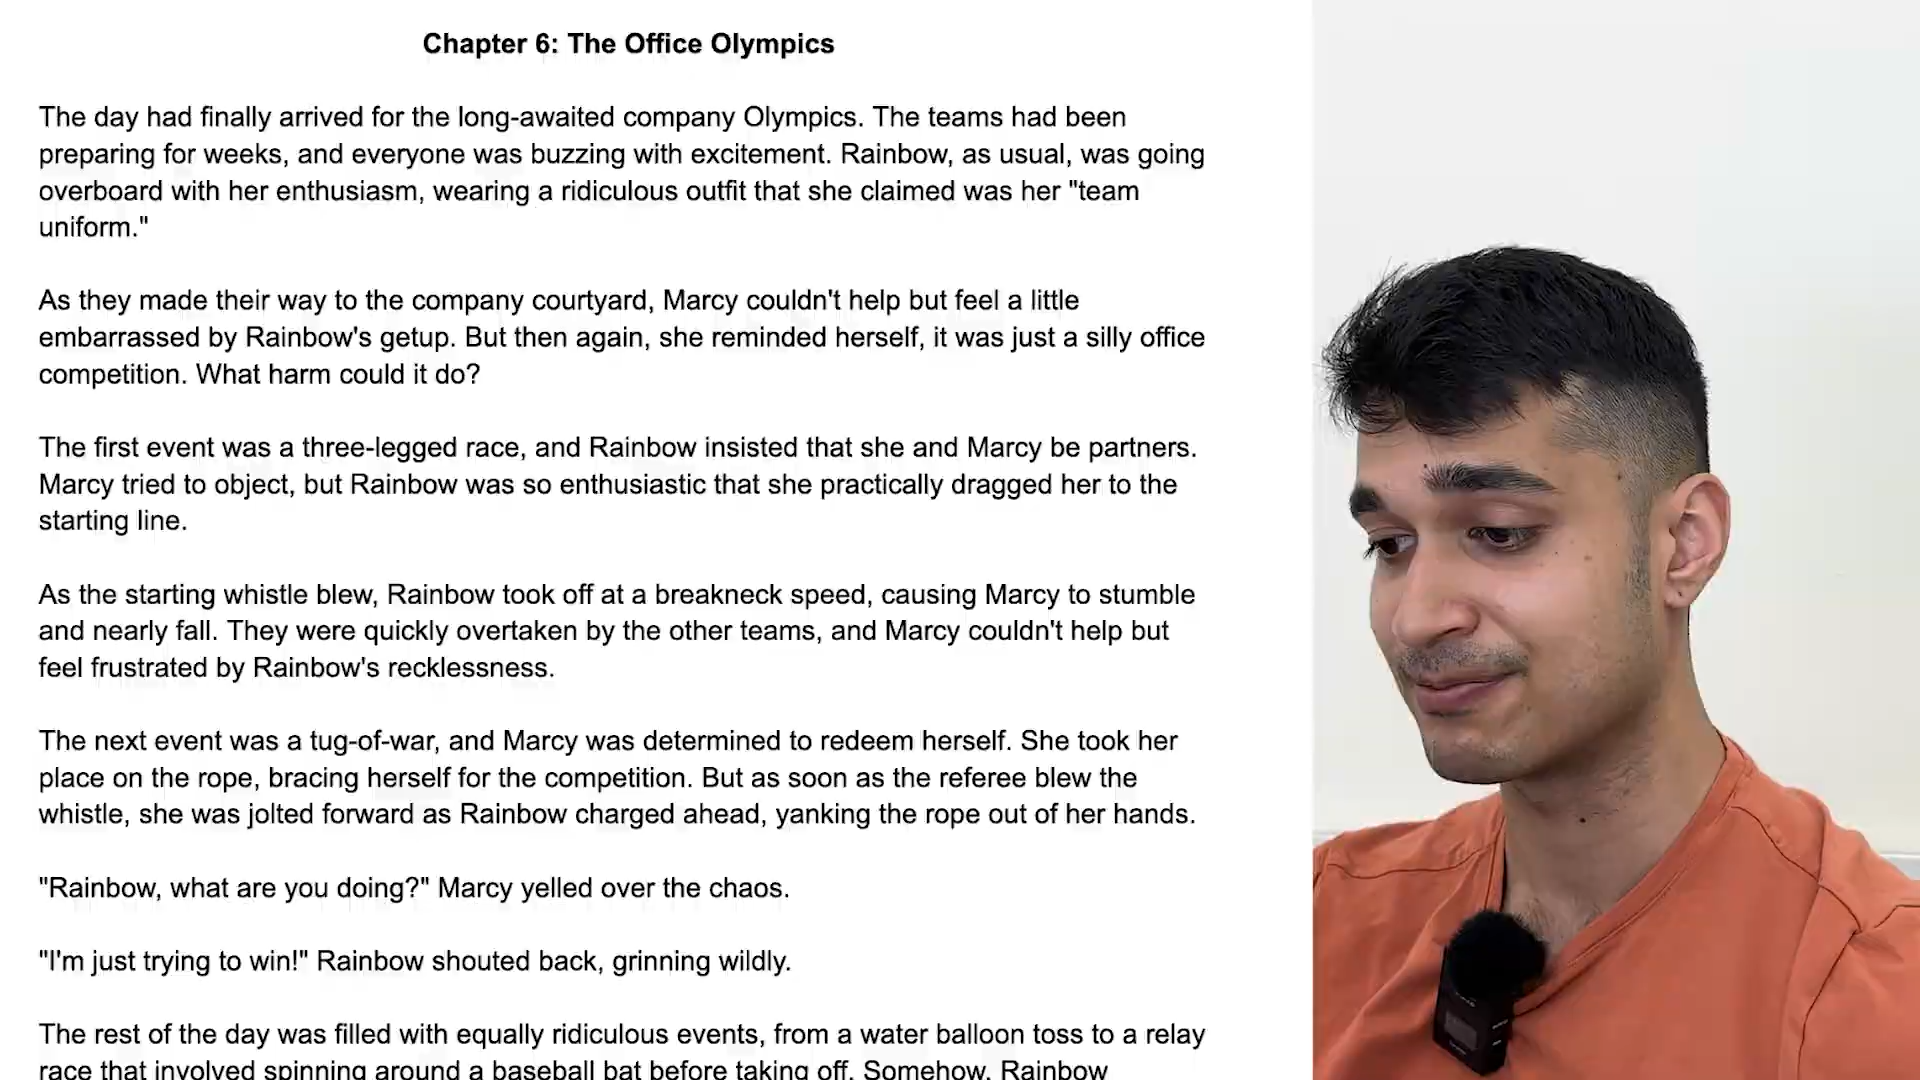 Chapter 6: The Office Olympics
The day had finally arrived for the long-awaited company Olympics. The teams had been
preparing for weeks, and everyone was buzzing with excitement. Rainbow, as usual, was going
overboard with her enthusiasm, wearing a ridiculous outfit that she claimed was her "team
uniform."
As they made their way to the company courtyard, Marcy couldn't help but feel a little
embarrassed by Rainbow's getup. But then again, she reminded herself, it was just a silly office
competition. What harm could it do?
The first event was a three-legged race, and Rainbow insisted that she and Marcy be partners.
Marcy tried to object, but Rainbow was so enthusiastic that she practically dragged her to the
starting line.
As the starting whistle blew, Rainbow took off at a breakneck speed, causing Marcy to stumble
and nearly fall. They were quickly overtaken by the other teams, and Marcy couldn't help but
feel frustrated by Rainbow's recklessness.
The next event was a tug-of-war, and Marcy was determined to redeem herself. She took her
place on the rope, bracing herself for the competition. But as soon as the referee blew the
whistle, she was jolted forward as Rainbow charged ahead, yanking the rope out of her hands.
"Rainbow, what are you doing?" Marcy yelled over the chaos.
"I'm just trying to win!" Rainbow shouted back, grinning wildly.
The rest of the day was filled with equally ridiculous events, from a water balloon toss to a relay
race that involved spinning around a baseball bat before taking off. Somehow, Rainbow